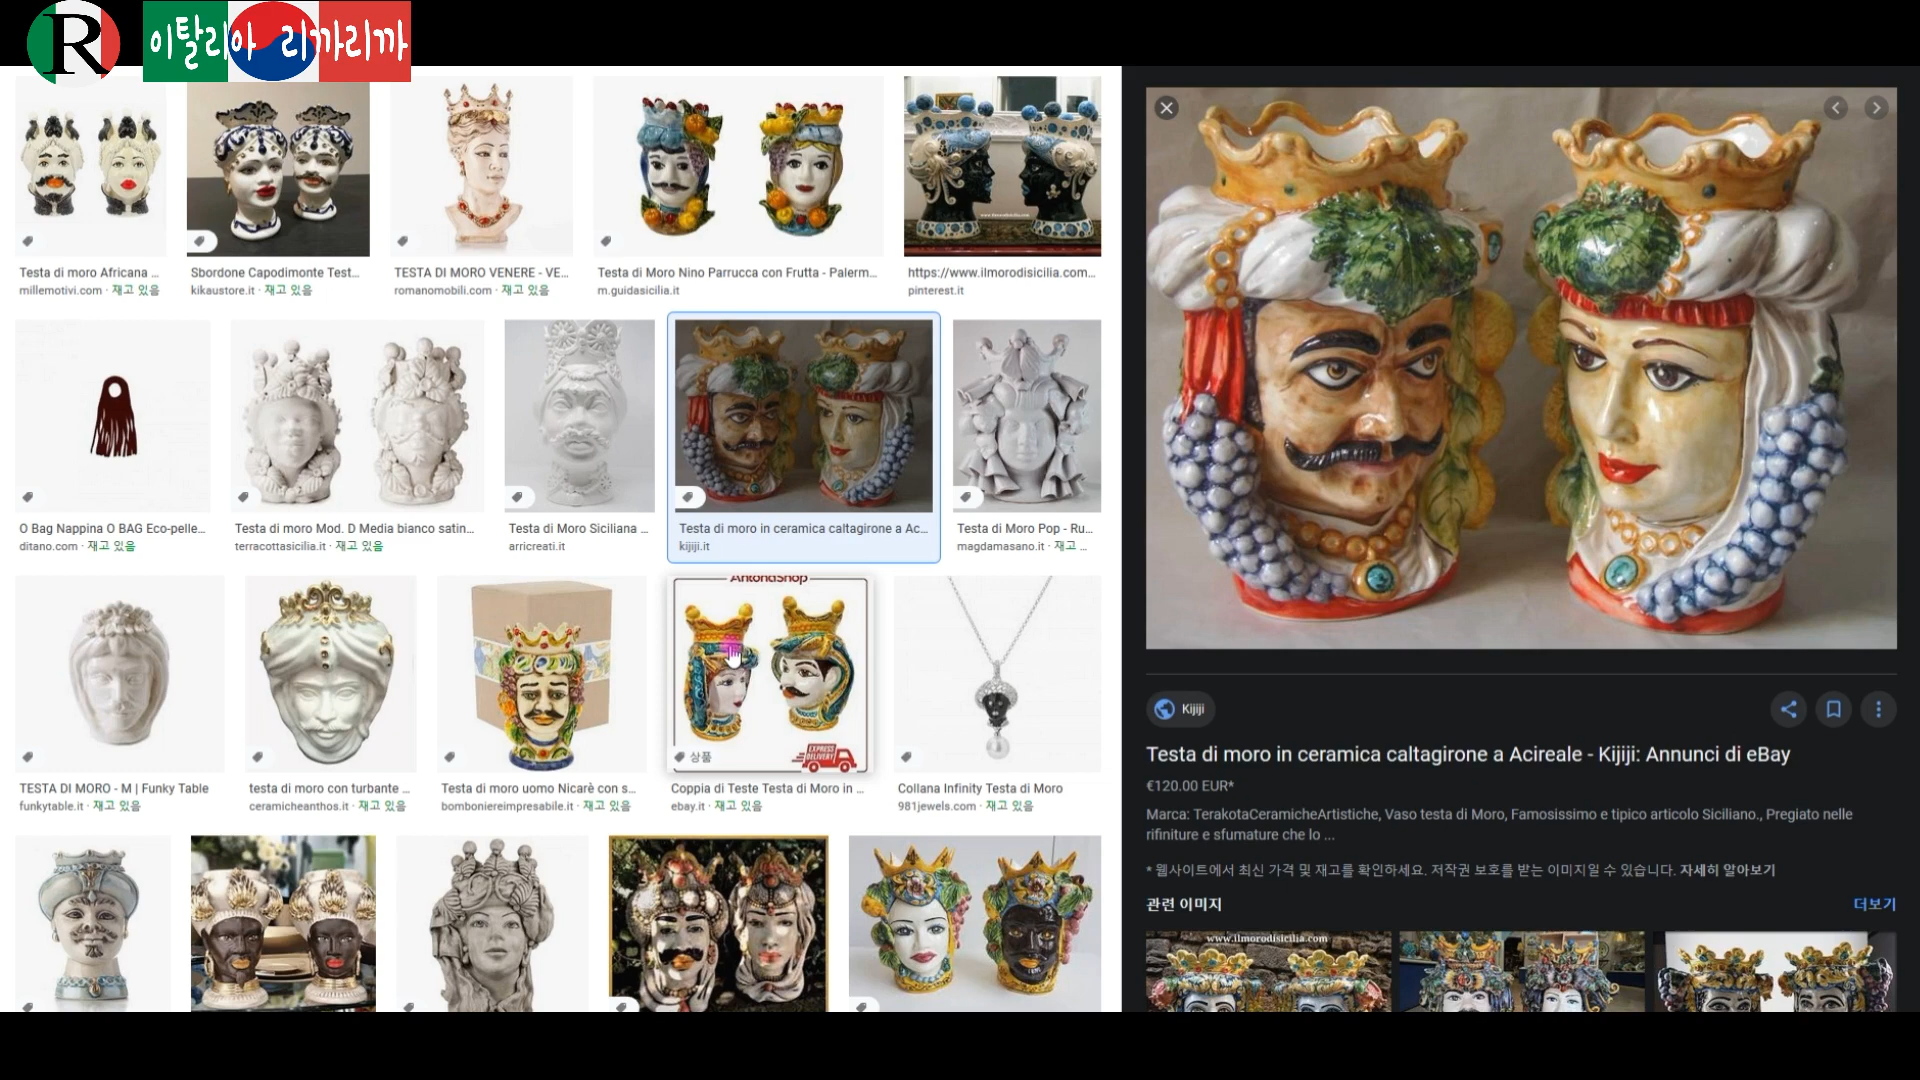 R
이탈리아 리까리까
Testa di moro Africana ...
millemotivi.com · 재고 있음
Sbordone Capodimonte Test...
kikaustore.it · 재고 있음
TESTA DI MORO VENERE - VE...
romanomobili.com · 재고 있음
Testa di Moro Nino Parrucca con Frutta - Palerm...
m.guidasicilia.it
www.ilmorodisicilia.com
https://www.ilmorodisicilia.com...
pinterest.it
O Bag Nappina O BAG Eco-pelle...
ditano.com · 재고 있음
Testa di moro Mod. D Media bianco satin...
terracottasicilia.it · 재고 있음
Testa di Moro Siciliana ...
arricreati.it
Testa di moro in ceramica caltagirone a Ac...
kijiji.it
Testa di Moro Pop - Ru...
magdamasano.it · 재고 ...
TESTA DI MORO - M | Funky Table
funkytable.it · 재고 있음
testa di moro con turbante ...
ceramicheanthos.it · 재고 있음
Testa di moro uomo Nicarè con s...
bomboniereimpresabile.it · 재고 있음
AntonaShop
상품
EXPRESS
DELIVERY
Coppia di Teste Testa di Moro in ...
ebay.it · 재고 있음
Collana Infinity Testa di Moro
981jewels.com · 재고 있음
Kijiji
Testa di moro in ceramica caltagirone a Acireale - Kijiji: Annunci di eBay
€120.00 EUR*
Marca: TerakotaCeramicheArtistiche, Vaso testa di Moro, Famosissimo e tipico articolo Siciliano., Pregiato nelle
rifiniture e sfumature che lo ...
* 웹사이트에서 최신 가격 및 재고를 확인하세요. 저작권 보호를 받는 이미지일 수 있습니다. 자세히 알아보기
관련 이미지
더보기
www.ilmorodisicilia.com